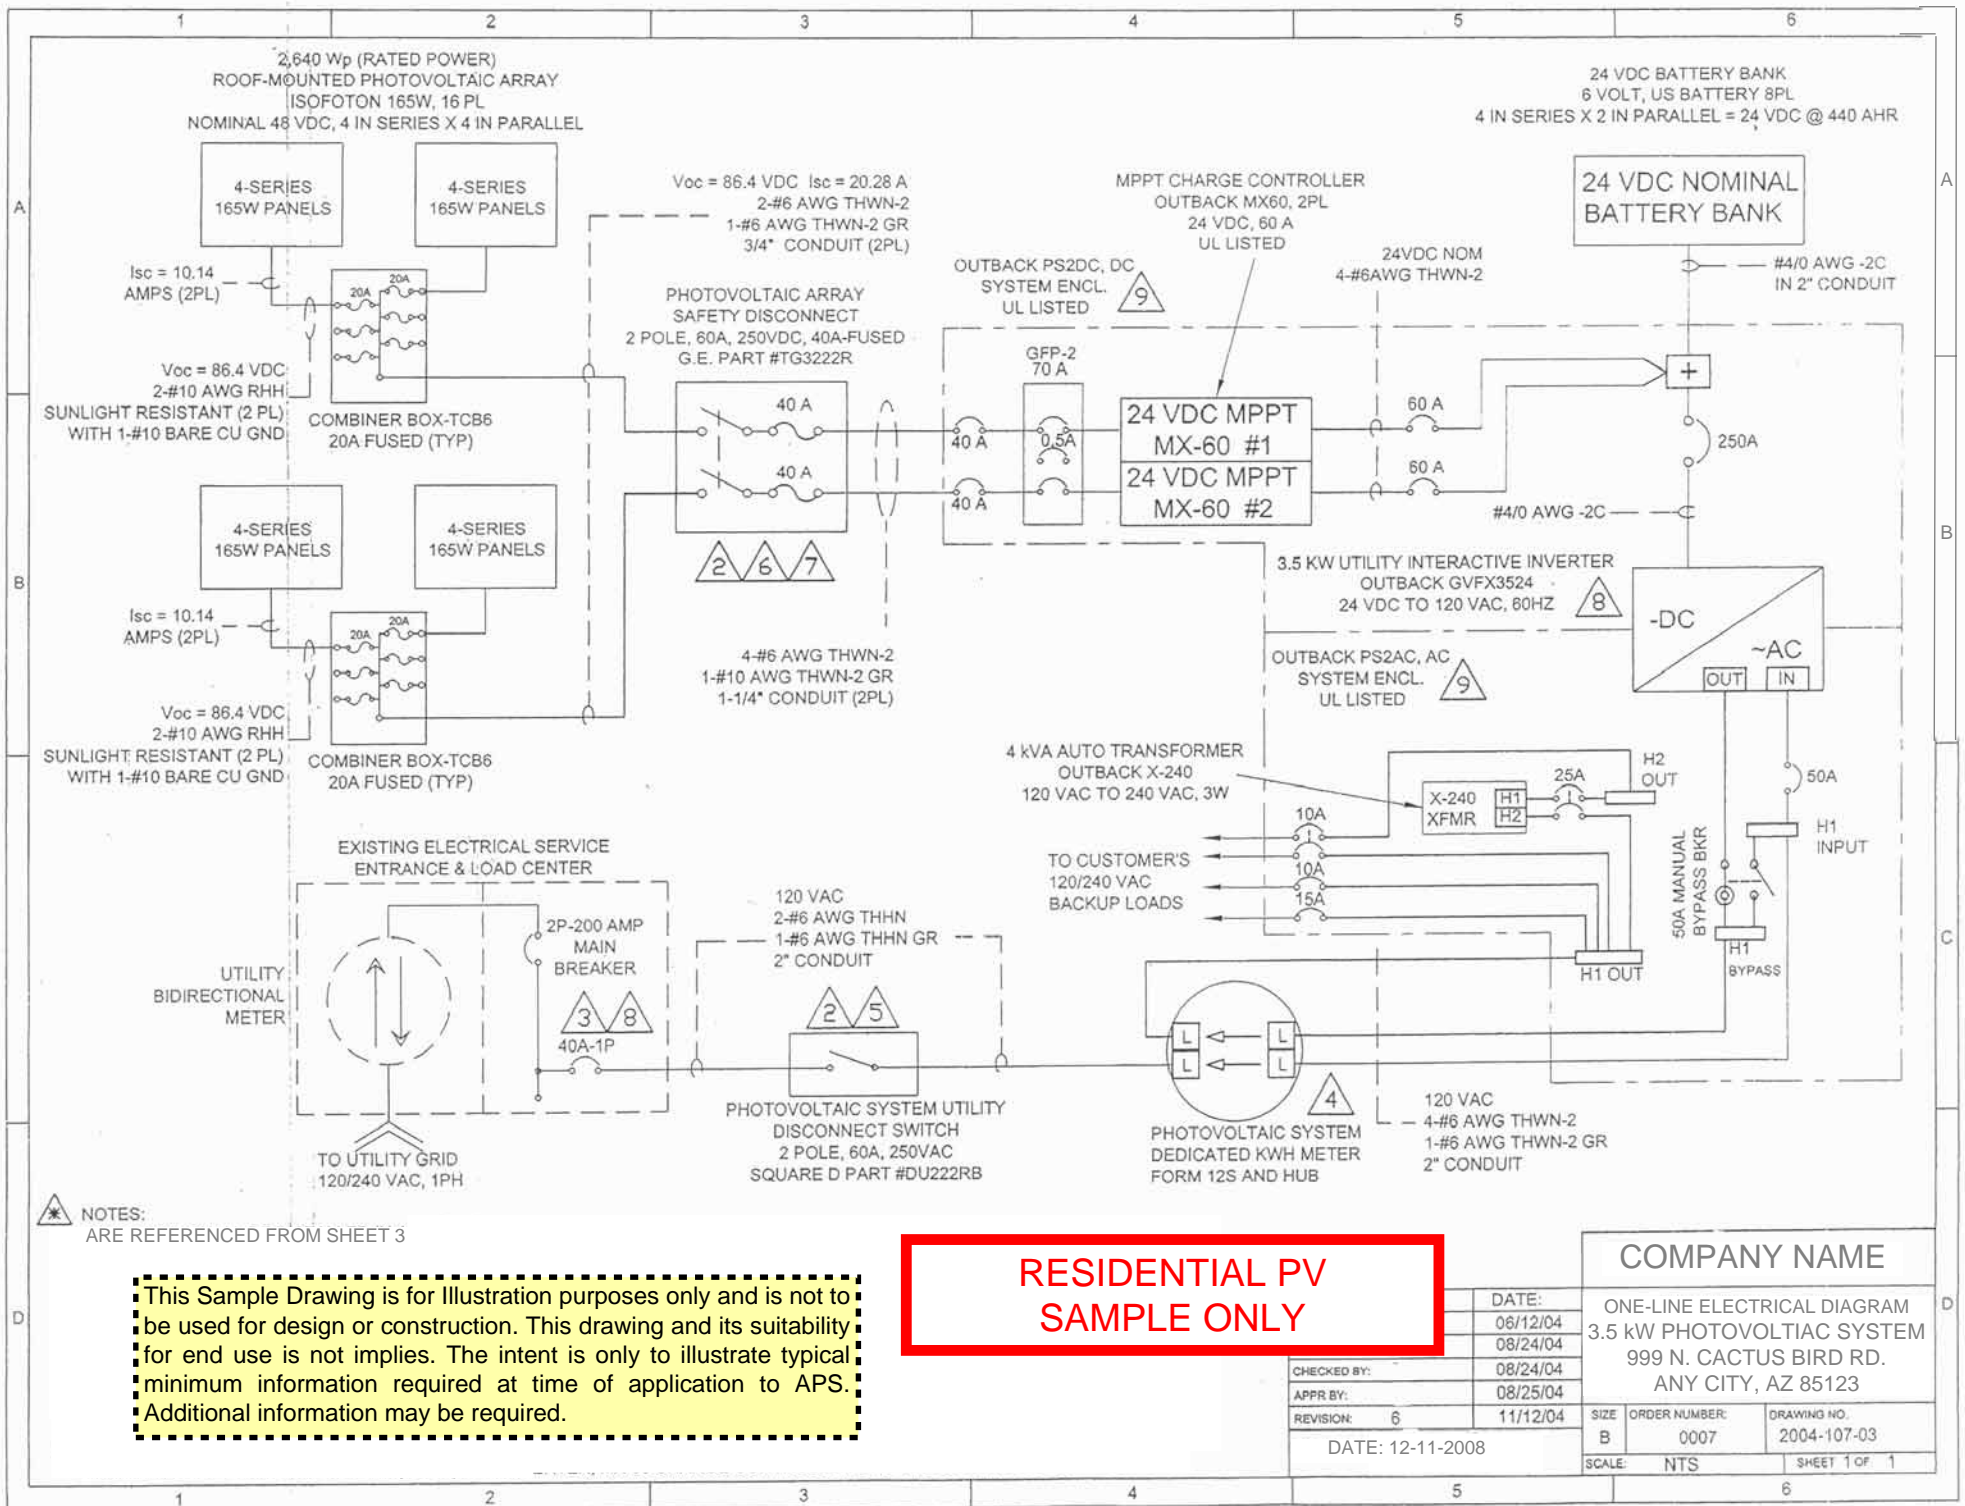 1 2 3 4 5 6
2,640 Wp (RATED POWER)
ROOF-MOUNTED PHOTOVOLTAIC ARRAY
ISOFOTON 165W, 16 PL
NOMINAL 48 VDC, 4 IN SERIES X 4 IN PARALLEL
24 VDC BATTERY BANK
6 VOLT, US BATTERY 8PL
4 IN SERIES X 2 IN PARALLEL = 24 VDC @ 440 AHR
A
A
4-SERIES
165W PANELS
4-SERIES
165W PANELS
Isc = 10.14
AMPS (2PL)
20A
20A
Voc = 86.4 VDC
2-#10 AWG RHH
SUNLIGHT RESISTANT (2 PL)
WITH 1-#10 BARE CU GND
COMBINER BOX-TCB6
20A FUSED (TYP)
Voc = 86.4 VDC Isc = 20.28 A
2-#6 AWG THWN-2
1-#6 AWG THWN-2 GR
3/4" CONDUIT (2PL)
PHOTOVOLTAIC ARRAY
SAFETY DISCONNECT
2 POLE, 60A, 250VDC, 40A-FUSED
G.E. PART #TG3222R
40 A
40 A
2 6 7
MPPT CHARGE CONTROLLER
OUTBACK MX60, 2PL
24 VDC, 60 A
UL LISTED
OUTBACK PS2DC, DC
SYSTEM ENCL.
UL LISTED
9
GFP-2
70 A
40 A
0.5A
40 A
24 VDC MPPT
MX-60 #1
24 VDC MPPT
MX-60 #2
24VDC NOM
4-#6AWG THWN-2
60 A
60 A
24 VDC NOMINAL
BATTERY BANK
#4/0 AWG -2C
IN 2" CONDUIT
+
250A
#4/0 AWG -2C
B
B
4-SERIES
165W PANELS
4-SERIES
165W PANELS
Isc = 10.14
AMPS (2PL)
20A
20A
Voc = 86.4 VDC
2-#10 AWG RHH
SUNLIGHT RESISTANT (2 PL)
WITH 1-#10 BARE CU GND
COMBINER BOX-TCB6
20A FUSED (TYP)
4-#6 AWG THWN-2
1-#10 AWG THWN-2 GR
1-1/4" CONDUIT (2PL)
3.5 KW UTILITY INTERACTIVE INVERTER
OUTBACK GVFX3524
24 VDC TO 120 VAC, 60HZ
8
-DC
~AC
OUT
IN
OUTBACK PS2AC, AC
SYSTEM ENCL.
UL LISTED
9
4 kVA AUTO TRANSFORMER
OUTBACK X-240
120 VAC TO 240 VAC, 3W
X-240
XFMR
H1
H2
25A
H2
OUT
50A
H1
INPUT
50A MANUAL
BYPASS BKR
H1
BYPASS
10A
10A
15A
TO CUSTOMER'S
120/240 VAC
BACKUP LOADS
H1 OUT
C
EXISTING ELECTRICAL SERVICE
ENTRANCE & LOAD CENTER
UTILITY
BIDIRECTIONAL
METER
2P-200 AMP
MAIN
BREAKER
3 8
40A-1P
TO UTILITY GRID
120/240 VAC, 1PH
120 VAC
2-#6 AWG THHN
1-#6 AWG THHN GR
2" CONDUIT
2 5
PHOTOVOLTAIC SYSTEM UTILITY
DISCONNECT SWITCH
2 POLE, 60A, 250VAC
SQUARE D PART #DU222RB
L L
L L
4
PHOTOVOLTAIC SYSTEM
DEDICATED KWH METER
FORM 12S AND HUB
120 VAC
4-#6 AWG THWN-2
1-#6 AWG THWN-2 GR
2" CONDUIT
* NOTES:
ARE REFERENCED FROM SHEET 3
D
D
This Sample Drawing is for Illustration purposes only and is not to
be used for design or construction. This drawing and its suitability
for end use is not implies. The intent is only to illustrate typical
minimum information required at time of application to APS.
Additional information may be required.
RESIDENTIAL PV
SAMPLE ONLY
DATE:
06/12/04
08/24/04
CHECKED BY: 08/24/04
APPR BY: 08/25/04
REVISION: 6 11/12/04
DATE: 12-11-2008
COMPANY NAME
ONE-LINE ELECTRICAL DIAGRAM
3.5 kW PHOTOVOLTIAC SYSTEM
999 N. CACTUS BIRD RD.
ANY CITY, AZ 85123
SIZE
B
ORDER NUMBER:
0007
DRAWING NO.
2004-107-03
SCALE: NTS
SHEET 1 OF 1
1 2 3 4 5 6